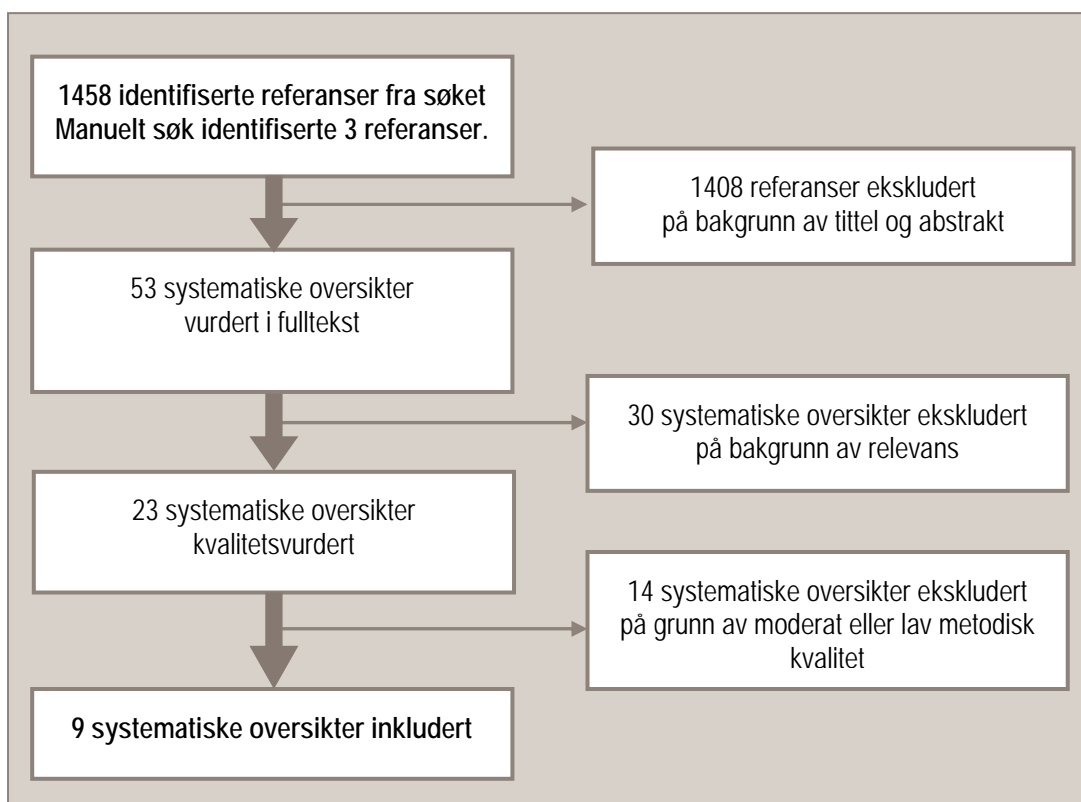 1458 identifiserte referanser fra søket
Manuelt søk identifiserte 3 referanser.
1408 referanser ekskludert
på bakgrunn av tittel og abstrakt
53 systematiske oversikter
vurdert i fulltekst
30 systematiske oversikter ekskludert
på bakgrunn av relevans
23 systematiske oversikter
kvalitetsvurdert
14 systematiske oversikter ekskludert
på grunn av moderat eller lav metodisk
kvalitet
9 systematiske oversikter inkludert